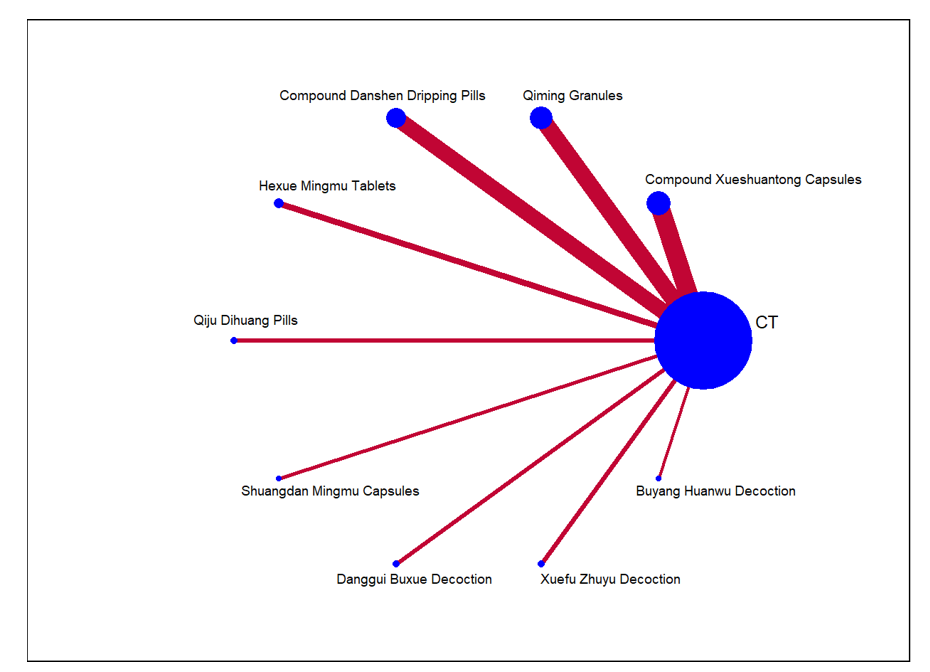 Compound Danshen Dripping Pills
Qiming Granules
Compound Xueshuantong Capsules
Hexue Mingmu Tablets
Qiju Dihuang Pills
CT
Shuangdan Mingmu Capsules
Buyang Huanwu Decoction
Danggui Buxue Decoction
Xuefu Zhuyu Decoction